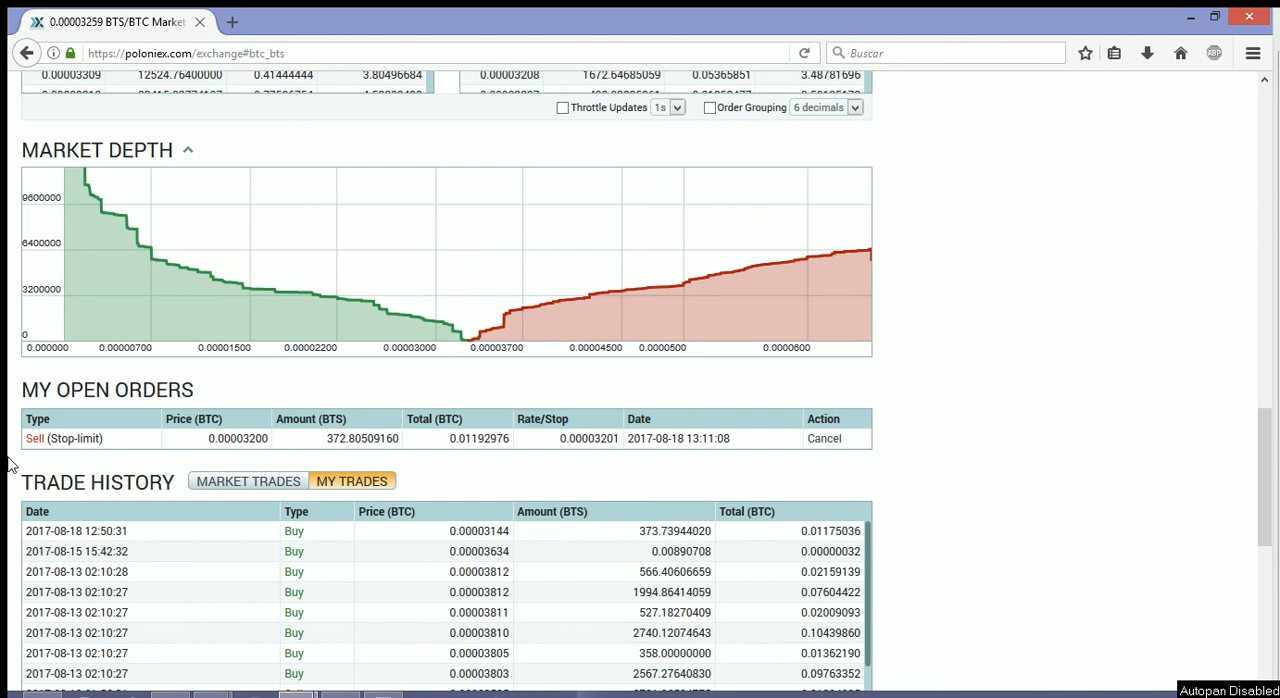 0.00003259 BTS/BTC Market
https://poloniex.com/exchange#btc_bts
Buscar
ABP
0.00003309 12524.76400000 0.41444444 3.80496684 0.00003208 1672.64685059 0.05365851 3.48781696
Throttle Updates 1s Order Grouping 6 decimals
MARKET DEPTH
9600000
6400000
3200000
0
0.000000 0.00000700 0.00001500 0.00002200 0.00003000 0.00003700 0.00004500 0.0000500 0.0000600
MY OPEN ORDERS
Type Price (BTC) Amount (BTS) Total (BTC) Rate/Stop Date Action
Sell (Stop-limit) 0.00003200 372.80509160 0.01192976 0.00003201 2017-08-18 13:11:08 Cancel
TRADE HISTORY MARKET TRADES MY TRADES
Date Type Price (BTC) Amount (BTS) Total (BTC)
2017-08-18 12:50:31 Buy 0.00003144 373.73944020 0.01175036
2017-08-15 15:42:32 Buy 0.00003634 0.00890708 0.00000032
2017-08-13 02:10:28 Buy 0.00003812 566.40606659 0.02159139
2017-08-13 02:10:27 Buy 0.00003812 1994.86414059 0.07604422
2017-08-13 02:10:27 Buy 0.00003811 527.18270409 0.02009093
2017-08-13 02:10:27 Buy 0.00003810 2740.12074643 0.10439860
2017-08-13 02:10:27 Buy 0.00003805 358.00000000 0.01362190
2017-08-13 02:10:27 Buy 0.00003803 2567.27640830 0.09763352
Autopan Disabled